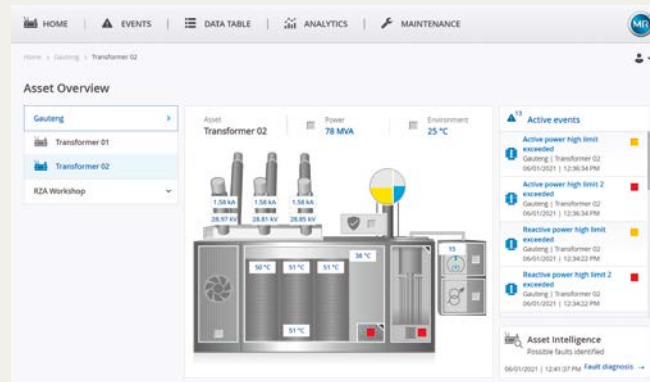 HOME | EVENTS | DATA TABLE | ANALYTICS | MAINTENANCE
MR
Home > Gauteng > Transformer 02
Asset Overview
Gauteng
Transformer 01
Transformer 02
RZA Workshop
Asset
Transformer 02
Power
78 MVA
Environment
25 °C
1.58 kA 1.58 kA 1.58 kA
28.97 kV 28.81 kV 28.85 kV
38 °C
50 °C 51 °C 51 °C
51 °C
15
13 Active events
Active power high limit
exceeded
Gauteng | Transformer 02
06/01/2021 | 12:36:34 PM
Active power high limit 2
exceeded
Gauteng | Transformer 02
06/01/2021 | 12:36:34 PM
Reactive power high limit
exceeded
Gauteng | Transformer 02
06/01/2021 | 12:34:22 PM
Reactive power high limit 2
exceeded
Gauteng | Transformer 02
06/01/2021 | 12:34:22 PM
Asset Intelligence
Possible faults identified
06/01/2021 | 12:41:37 PM Fault diagnosis →